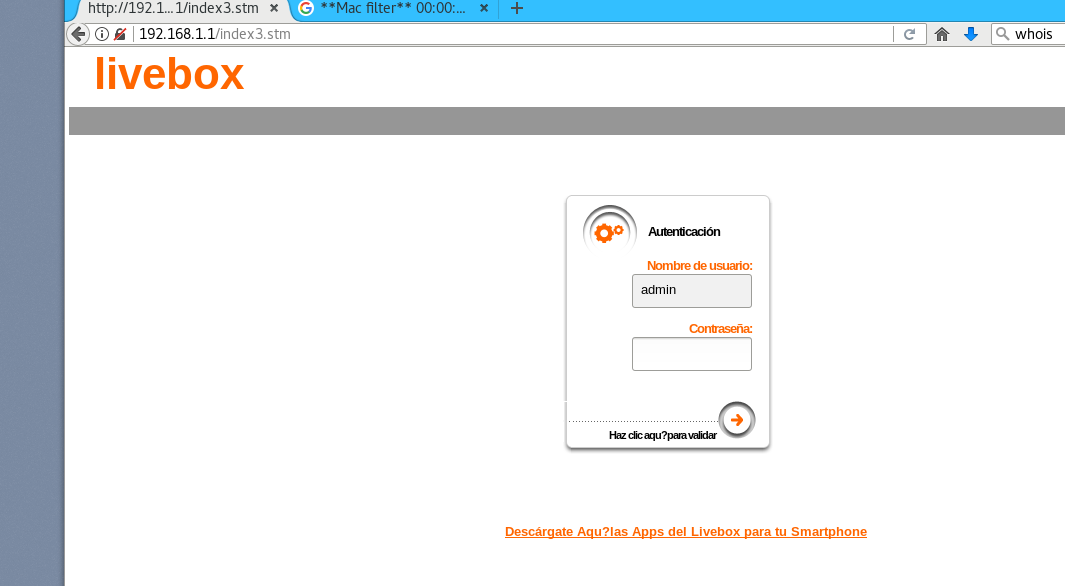 http://192.1...1/index3.stm
**Mac filter** 00:00:...
192.168.1.1/index3.stm
whois
livebox
Autenticación
Nombre de usuario:
admin
Contraseña:
Haz clic aqu?para validar
Descárgate Aqu?las Apps del Livebox para tu Smartphone